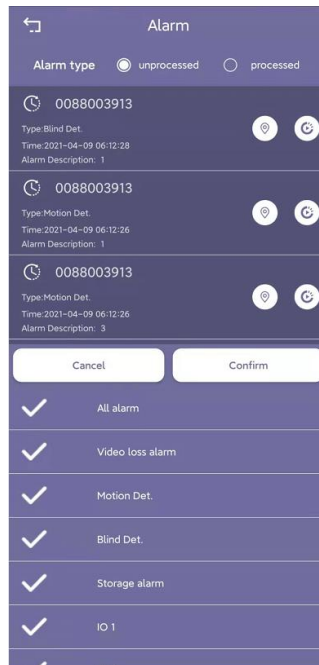 Alarm
Alarm type unprocessed processed
0088003913
Type:Blind Det.
Time:2021-04-09 06:12:28
Alarm Description: 1
0088003913
Type:Motion Det.
Time:2021-04-09 06:12:26
Alarm Description: 1
0088003913
Type:Motion Det.
Time:2021-04-09 06:12:26
Alarm Description: 3
Cancel Confirm
All alarm
Video loss alarm
Motion Det.
Blind Det.
Storage alarm
IO 1